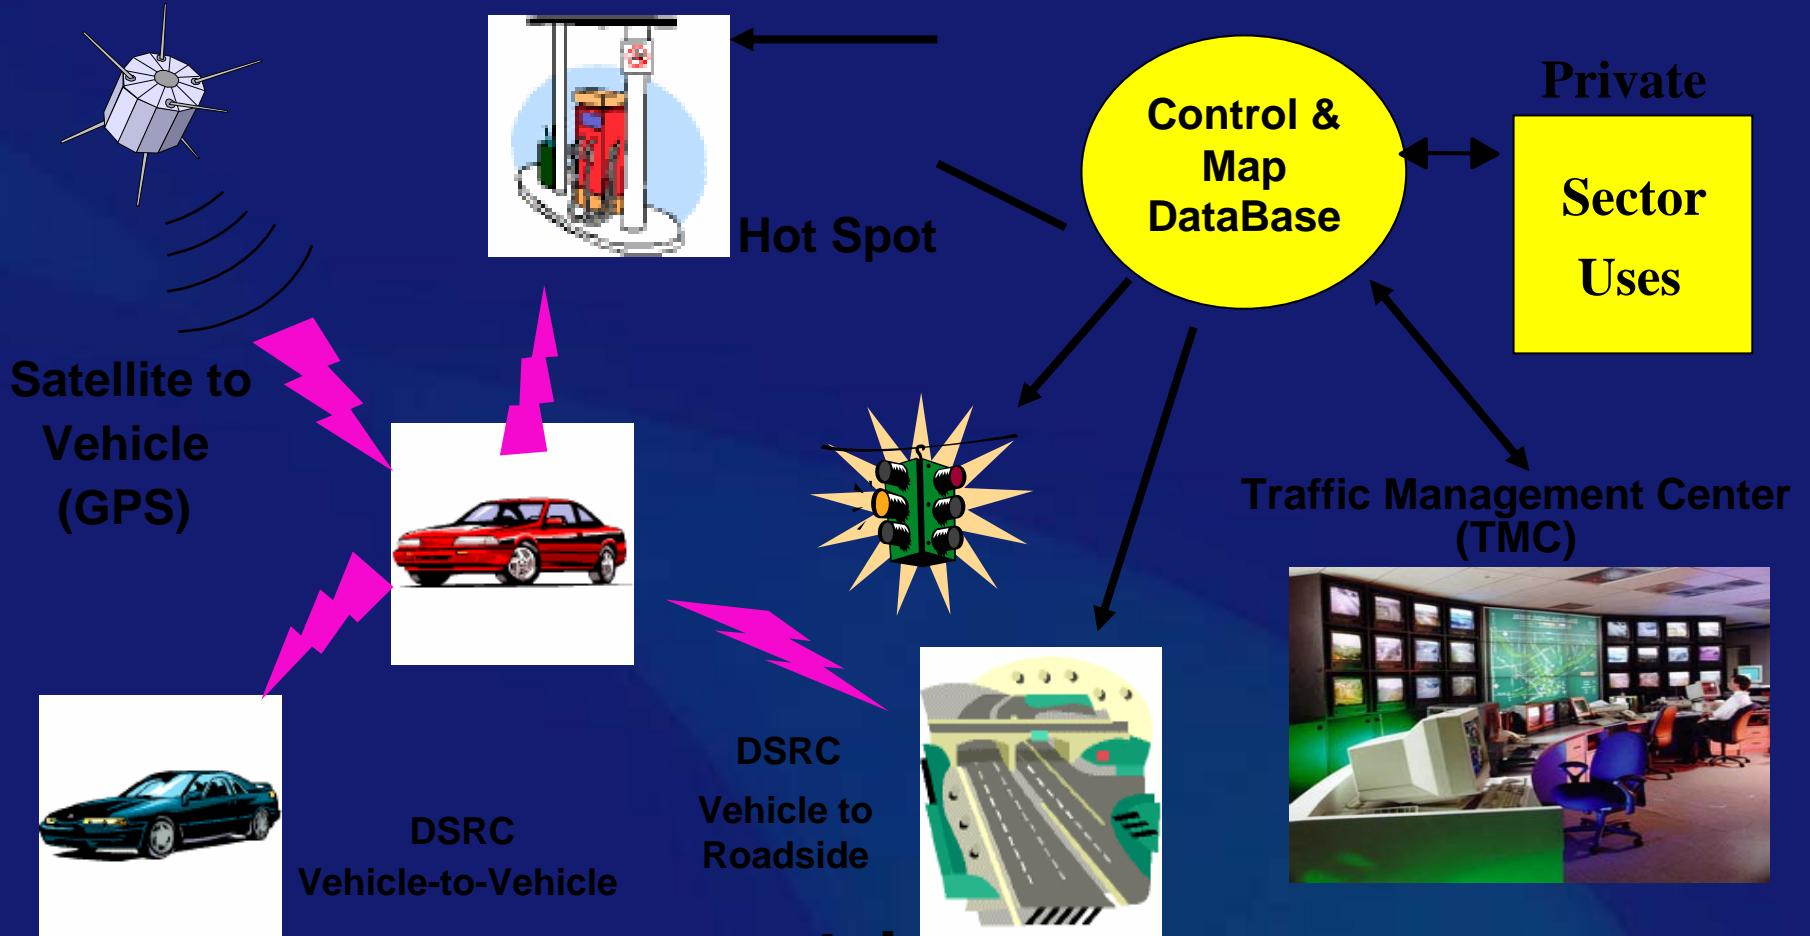 Private
Control &
Map
DataBase
Sector
Uses
Hot Spot
Satellite to
Vehicle
(GPS)
Traffic Management Center
(TMC)
DSRC
Vehicle to
Roadside
DSRC
Vehicle-to-Vehicle